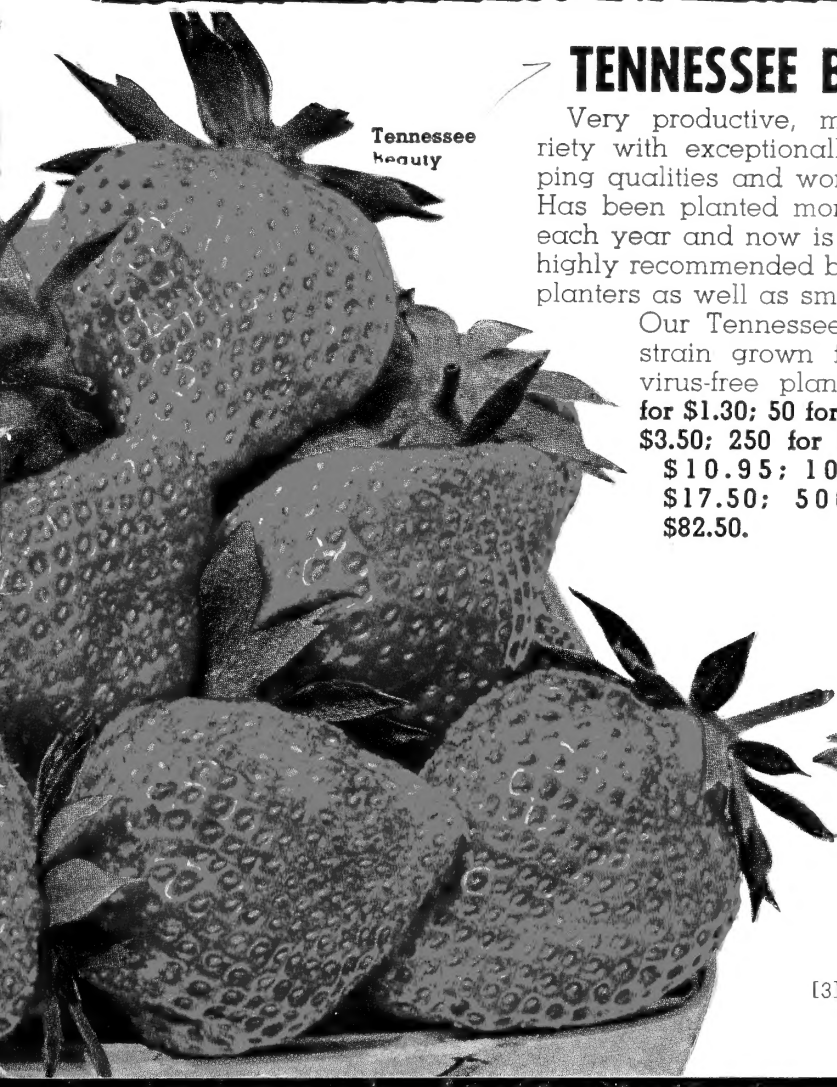 Tennessee
Beauty
TENNESSEE B
Very productive, m
riety with exceptional
ping qualities and wo
Has been planted mor
each year and now is
highly recommended b
planters as well as sm
Our Tennessee
strain grown f
virus-free plan
for $1.30; 50 for
$3.50; 250 for
$10.95; 10
$17.50; 50
$82.50.
[3]